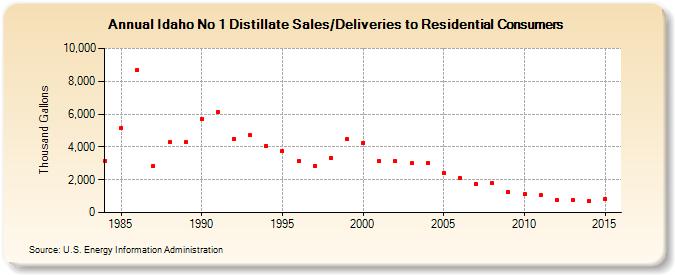 Annual Idaho No 1 Distillate Sales/Deliveries to Residential Consumers
Thousand Gallons
10,000
8,000
6,000
4,000
2,000
0
1985 1990 1995 2000 2005 2010 2015
Source: U.S. Energy Information Administration